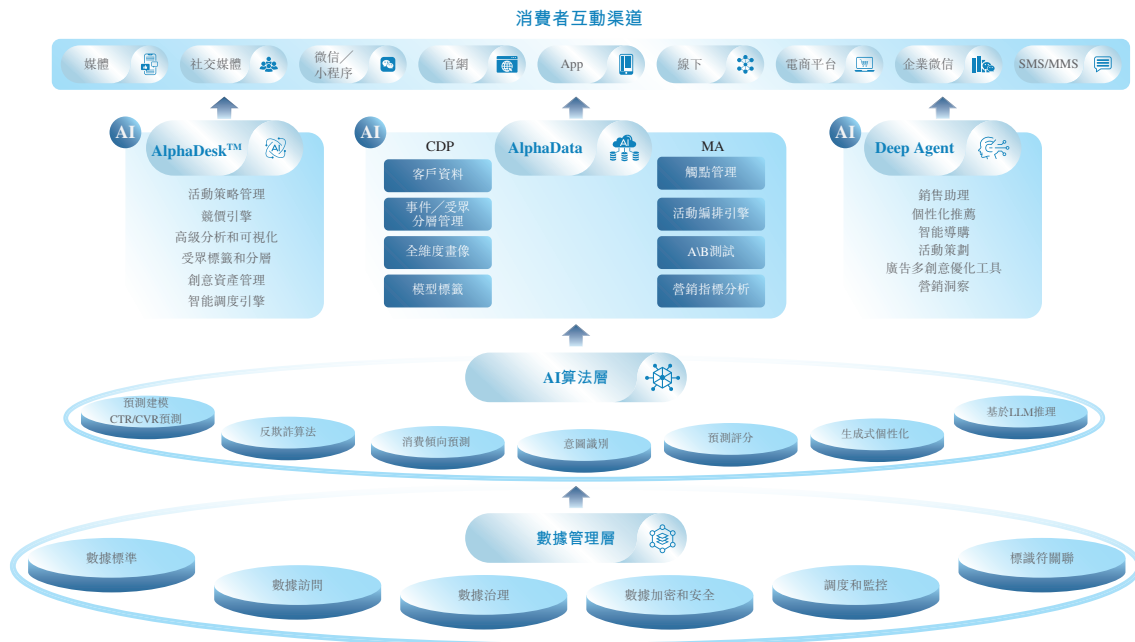 消費者互動渠道
媒體
社交媒體
微信／
小程序
官網
App
線下
電商平台
企業微信
SMS/MMS
AI
AlphaDesk™
AI
活動策略管理
競價引擎
高級分析和可視化
受眾標籤和分層
創意資產管理
智能調度引擎
AI
AlphaData
AI
CDP
客戶資料
事件／受眾
分層管理
全維度畫像
模型標籤
MA
觸點管理
活動編排引擎
A\B測試
营銷指標分析
AI
Deep Agent
銷售助理
個性化推薦
智能導購
活動策劃
廣告多創意優化工具
营銷洞察
AI算法層
預測建模
CTR/CVR預測
反欺詐算法
消費傾向預測
意圖識別
預測評分
生成式個性化
基於LLM推理
數據管理層
數據標準
數據訪問
數據治理
數據加密和安全
調度和監控
標識符關聯